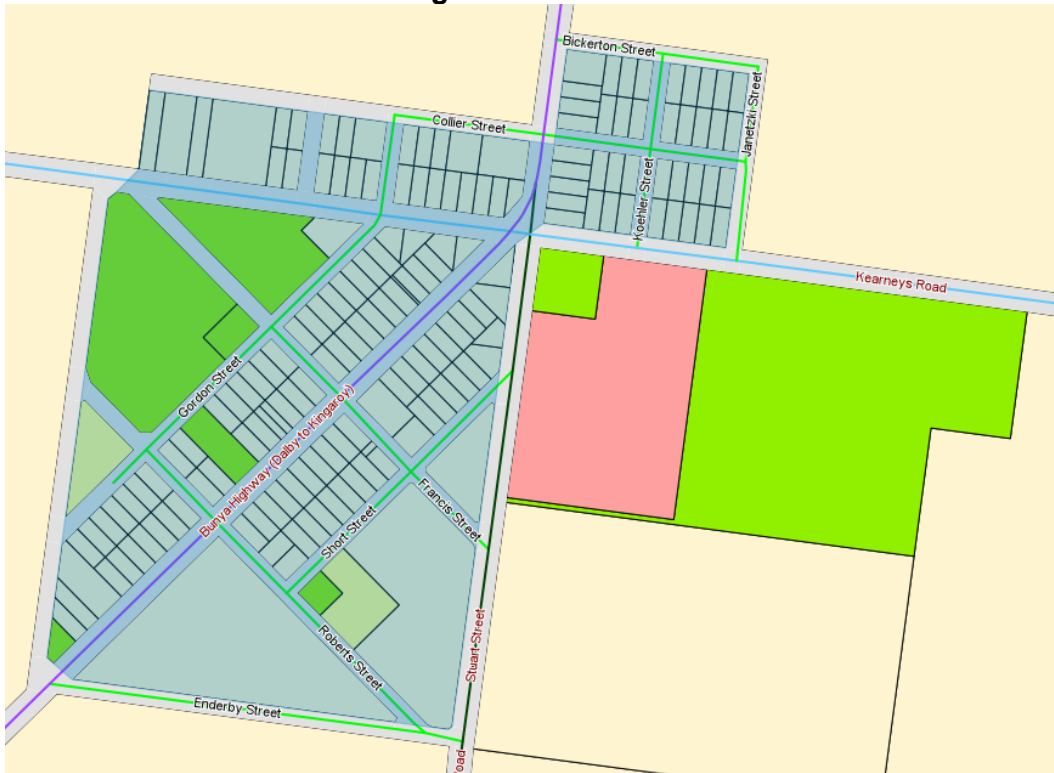 Bickerton Street
Collier Street
Janetzki Street
Koehler Street
Kearneys Road
Gordon Street
Bunya Highway (Dalby to Kingaroy)
Francis Street
Short Street
Stuart Street
Roberts Street
Enderby Street
Road